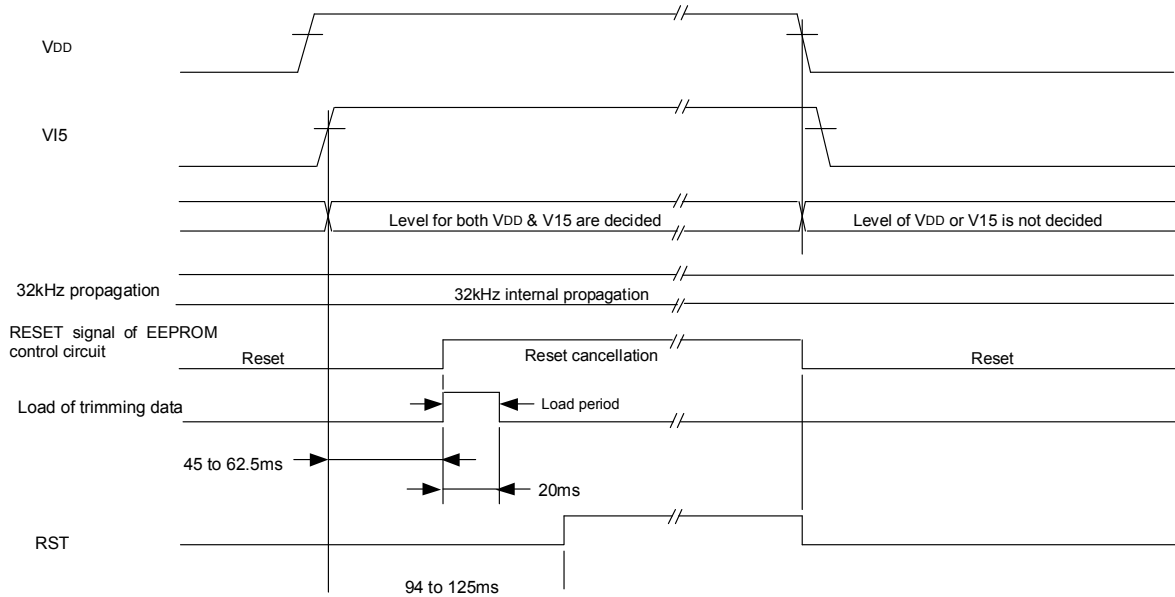 VDD
VI5
Level for both VDD & V15 are decided
Level of VDD or V15 is not decided
32kHz propagation
32kHz internal propagation
RESET signal of EEPROM
control circuit
Reset
Reset cancellation
Reset
Load of trimming data
Load period
45 to 62.5ms
20ms
RST
94 to 125ms